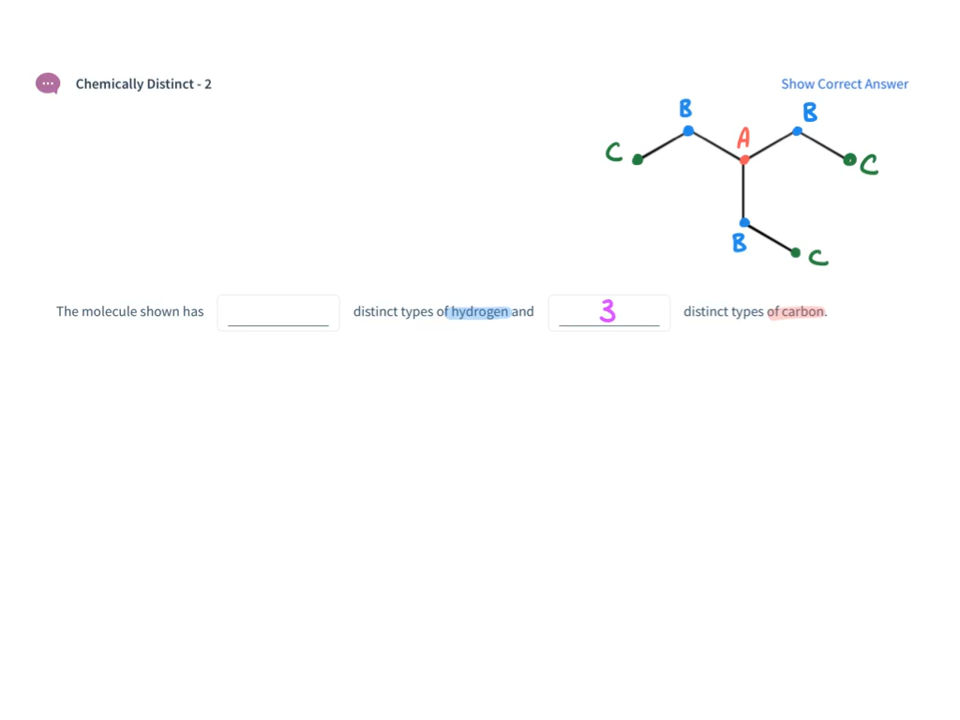 Chemically Distinct - 2
Show Correct Answer
B
B
A
C
C
B
C
The molecule shown has distinct types of hydrogen and 3 distinct types of carbon.